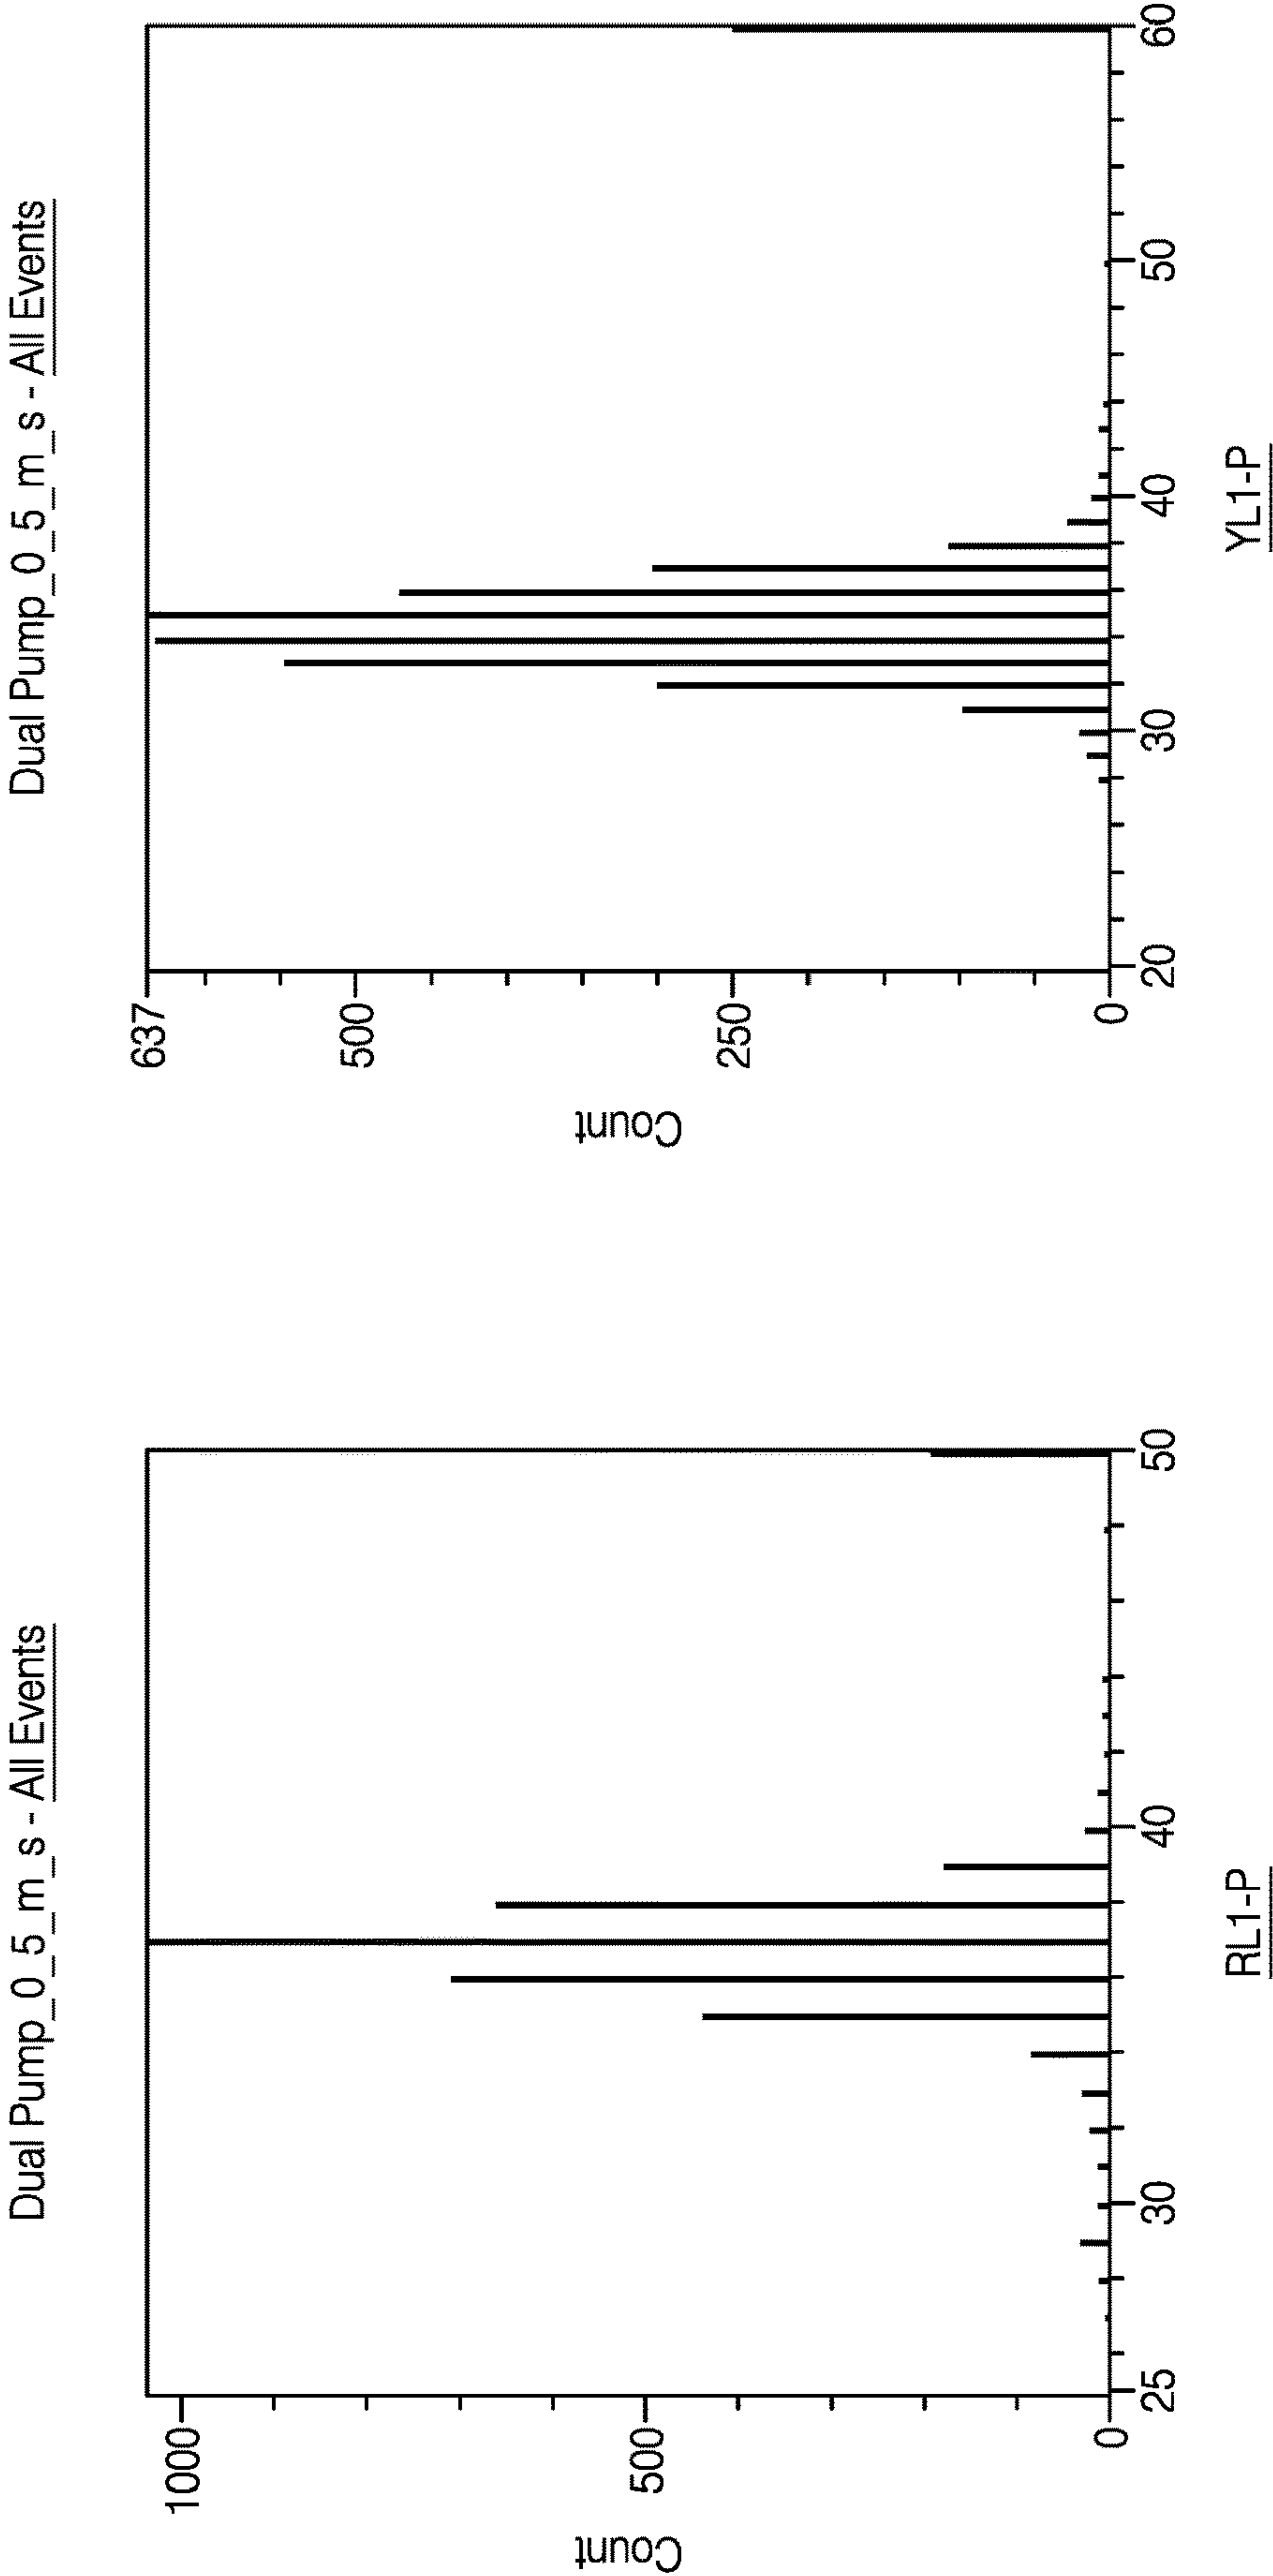 Dual Pump_0_5_m_s - All Events
1000
500
0
Count
25
30
40
50
RL1-P
Dual Pump_0_5_m_s - All Events
637
500
250
0
Count
20
30
40
50
60
YL1-P